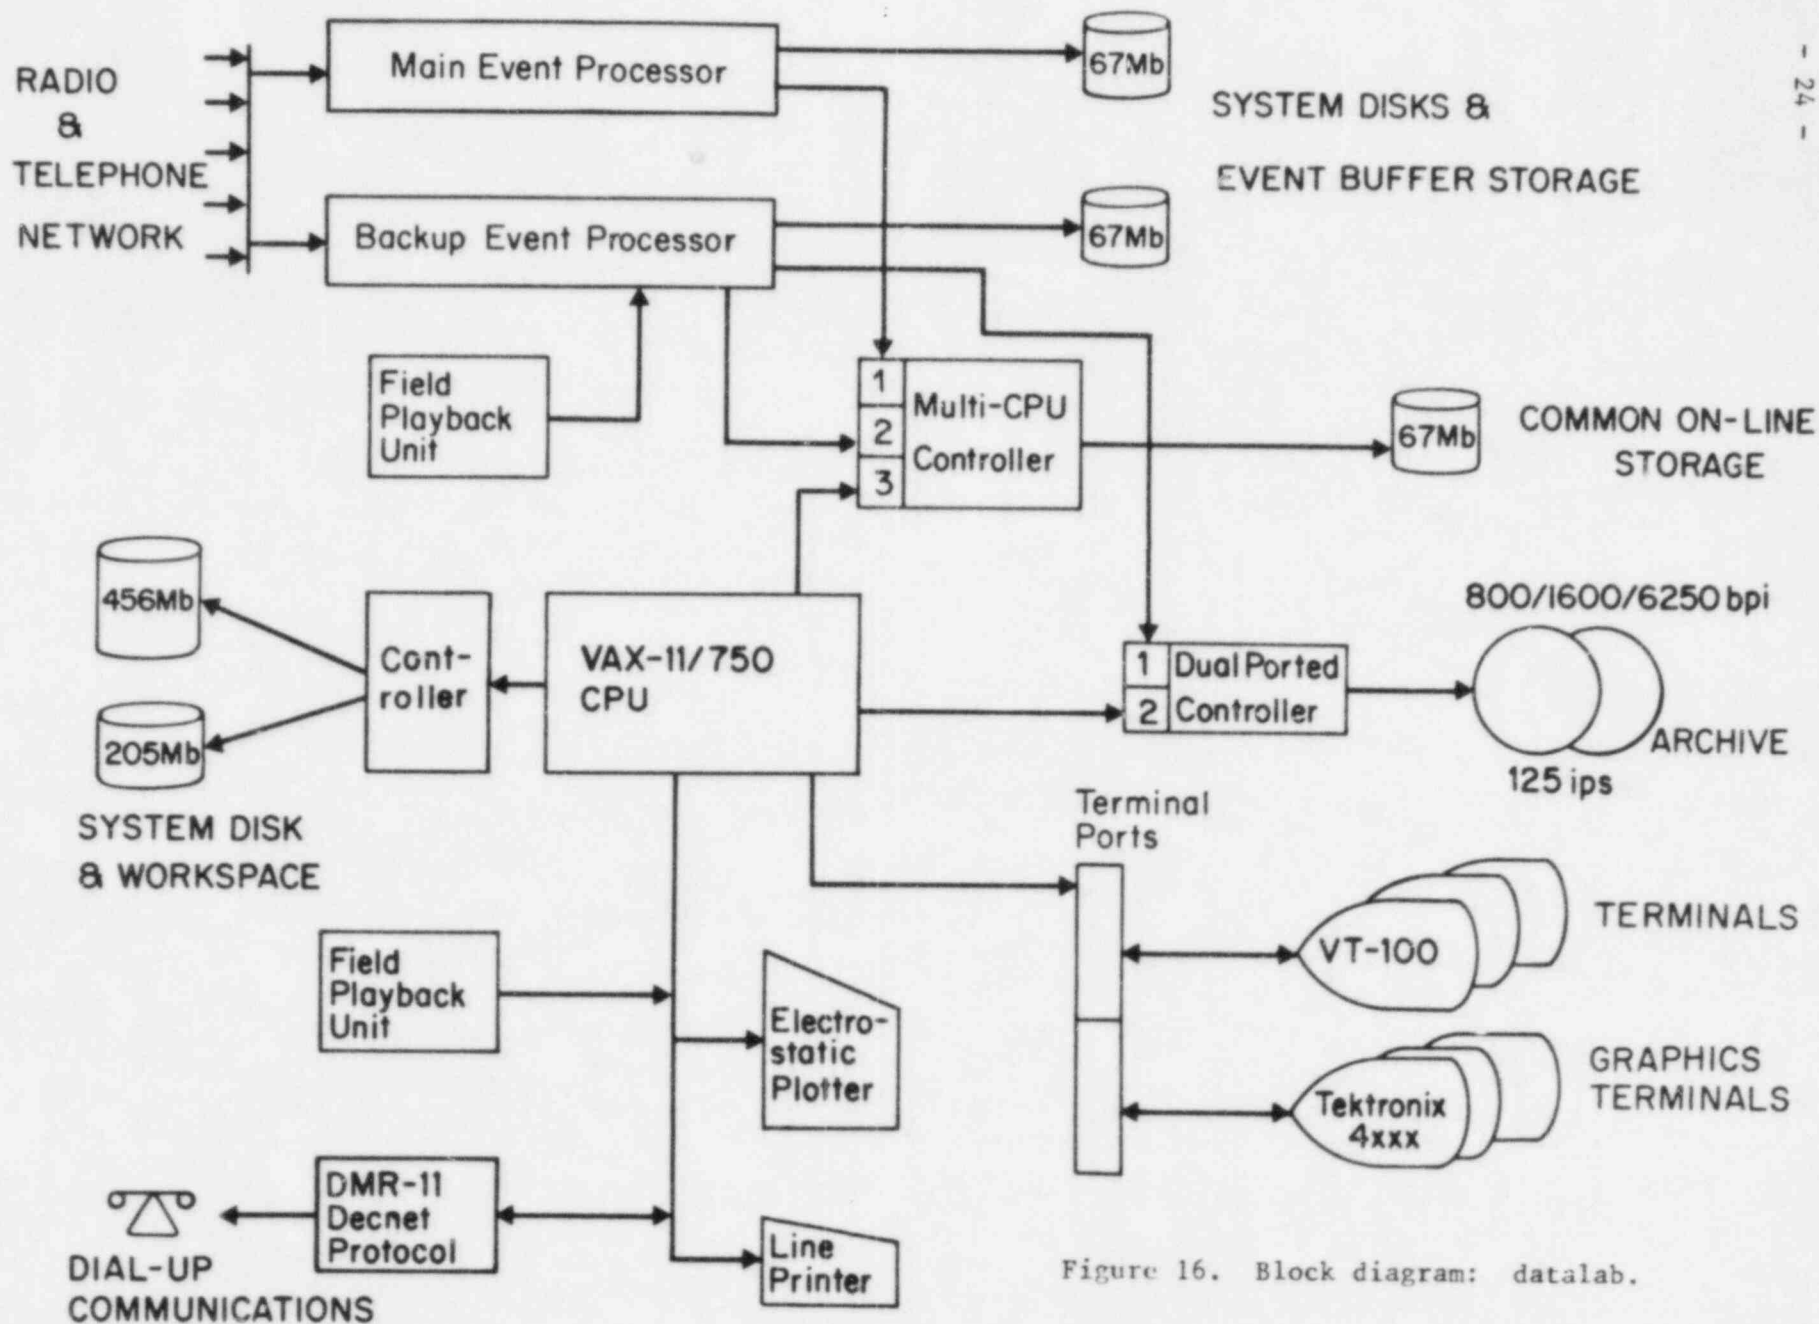 - 24 -
RADIO
&
TELEPHONE
NETWORK
Main Event Processor
67Mb
SYSTEM DISKS &
EVENT BUFFER STORAGE
Backup Event Processor
67Mb
Field
Playback
Unit
1
2
3
Multi-CPU
Controller
67Mb
COMMON ON-LINE
STORAGE
456Mb
205Mb
SYSTEM DISK
& WORKSPACE
Cont-
roller
VAX-11/750
CPU
1
2
Dual Ported
Controller
800/1600/6250 bpi
ARCHIVE
125 ips
Terminal
Ports
VT-100
TERMINALS
Tektronix
4xxx
GRAPHICS
TERMINALS
Field
Playback
Unit
Electro-
static
Plotter
DMR-11
Decnet
Protocol
DIAL-UP
COMMUNICATIONS
Line
Printer
Figure 16. Block diagram: datalab.